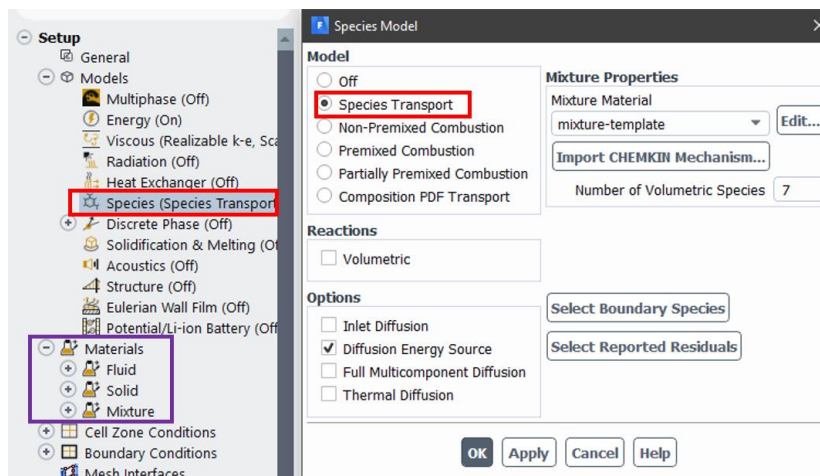 Setup
General
Models
Multiphase (Off)
Energy (On)
Viscous (Realizable k-e, Sca
Radiation (Off)
Heat Exchanger (Off)
Species (Species Transport
Discrete Phase (Off)
Solidification & Melting (Of
Acoustics (Off)
Structure (Off)
Eulerian Wall Film (Off)
Potential/Li-ion Battery (Off
Materials
Fluid
Solid
Mixture
Cell Zone Conditions
Boundary Conditions
Mesh Interfaces
Species Model
Model
Off
Species Transport
Non-Premixed Combustion
Premixed Combustion
Partially Premixed Combustion
Composition PDF Transport
Reactions
Volumetric
Options
Inlet Diffusion
Diffusion Energy Source
Full Multicomponent Diffusion
Thermal Diffusion
Mixture Properties
Mixture Material
mixture-template Edit...
Import CHEMKIN Mechanism...
Number of Volumetric Species 7
Select Boundary Species
Select Reported Residuals
OK Apply Cancel Help